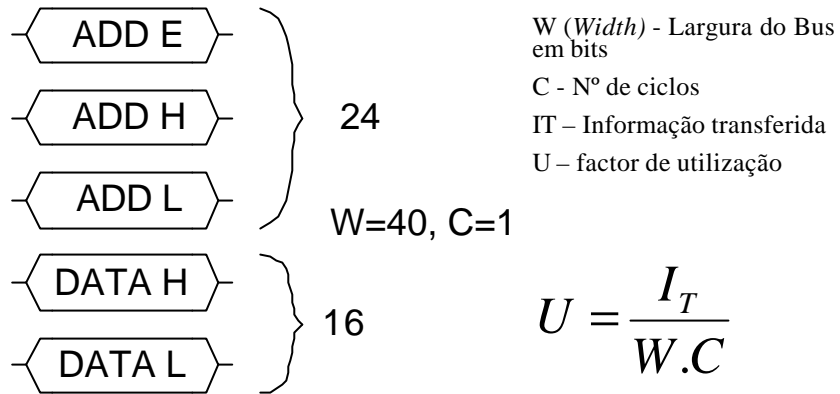 ADD E
ADD H
ADD L
24
W=40, C=1
DATA H
DATA L
16
W (Width) - Largura do Bus
em bits
C - Nº de ciclos
IT – Informação transferida
U – factor de utilização
U = I_T / W.C